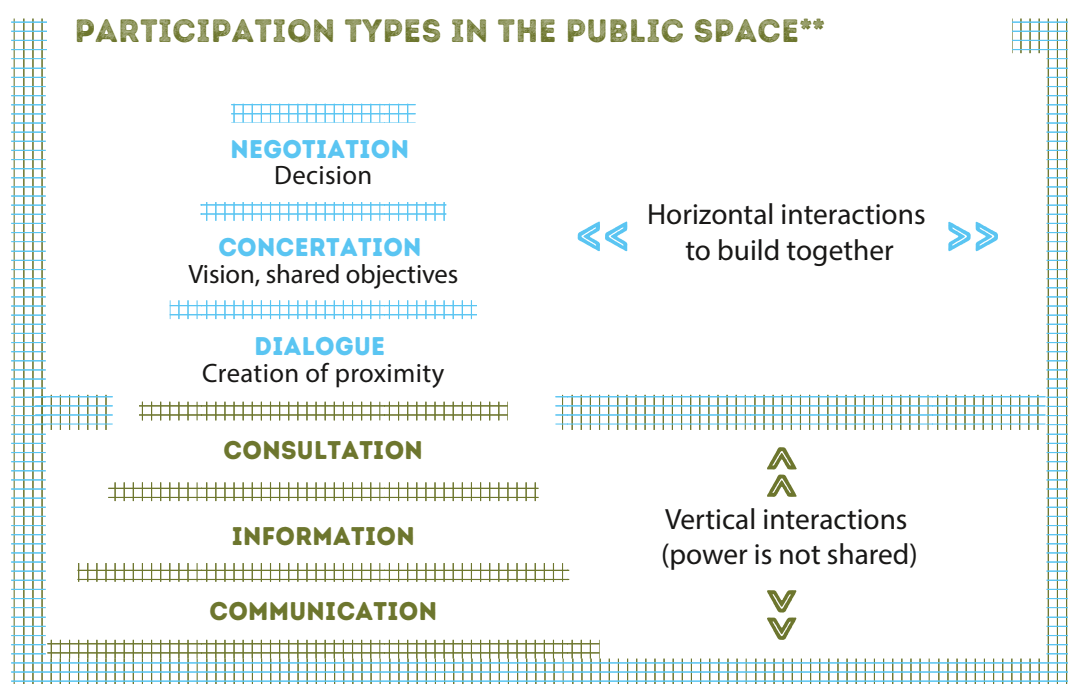 PARTICIPATION TYPES IN THE PUBLIC SPACE**
NEGOTIATION
Decision
CONCERTATION
Vision, shared objectives
DIALOGUE
Creation of proximity
Horizontal interactions
to build together
CONSULTATION
INFORMATION
COMMUNICATION
Vertical interactions
(power is not shared)